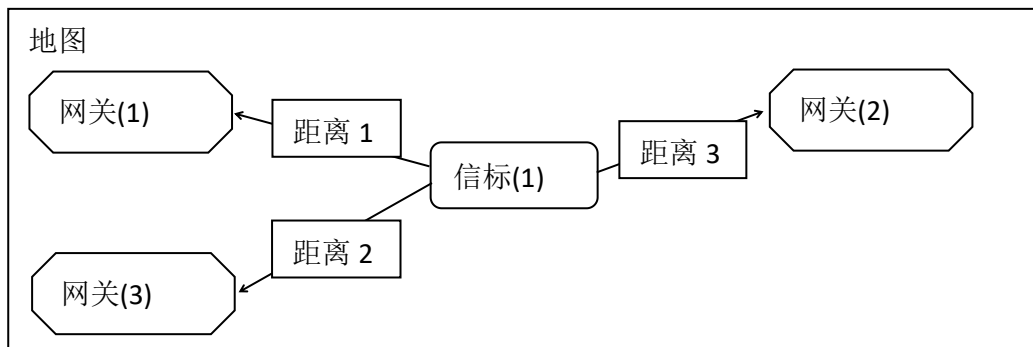 地图
网关(1)
距离 1
信标(1)
距离 3
网关(2)
距离 2
网关(3)